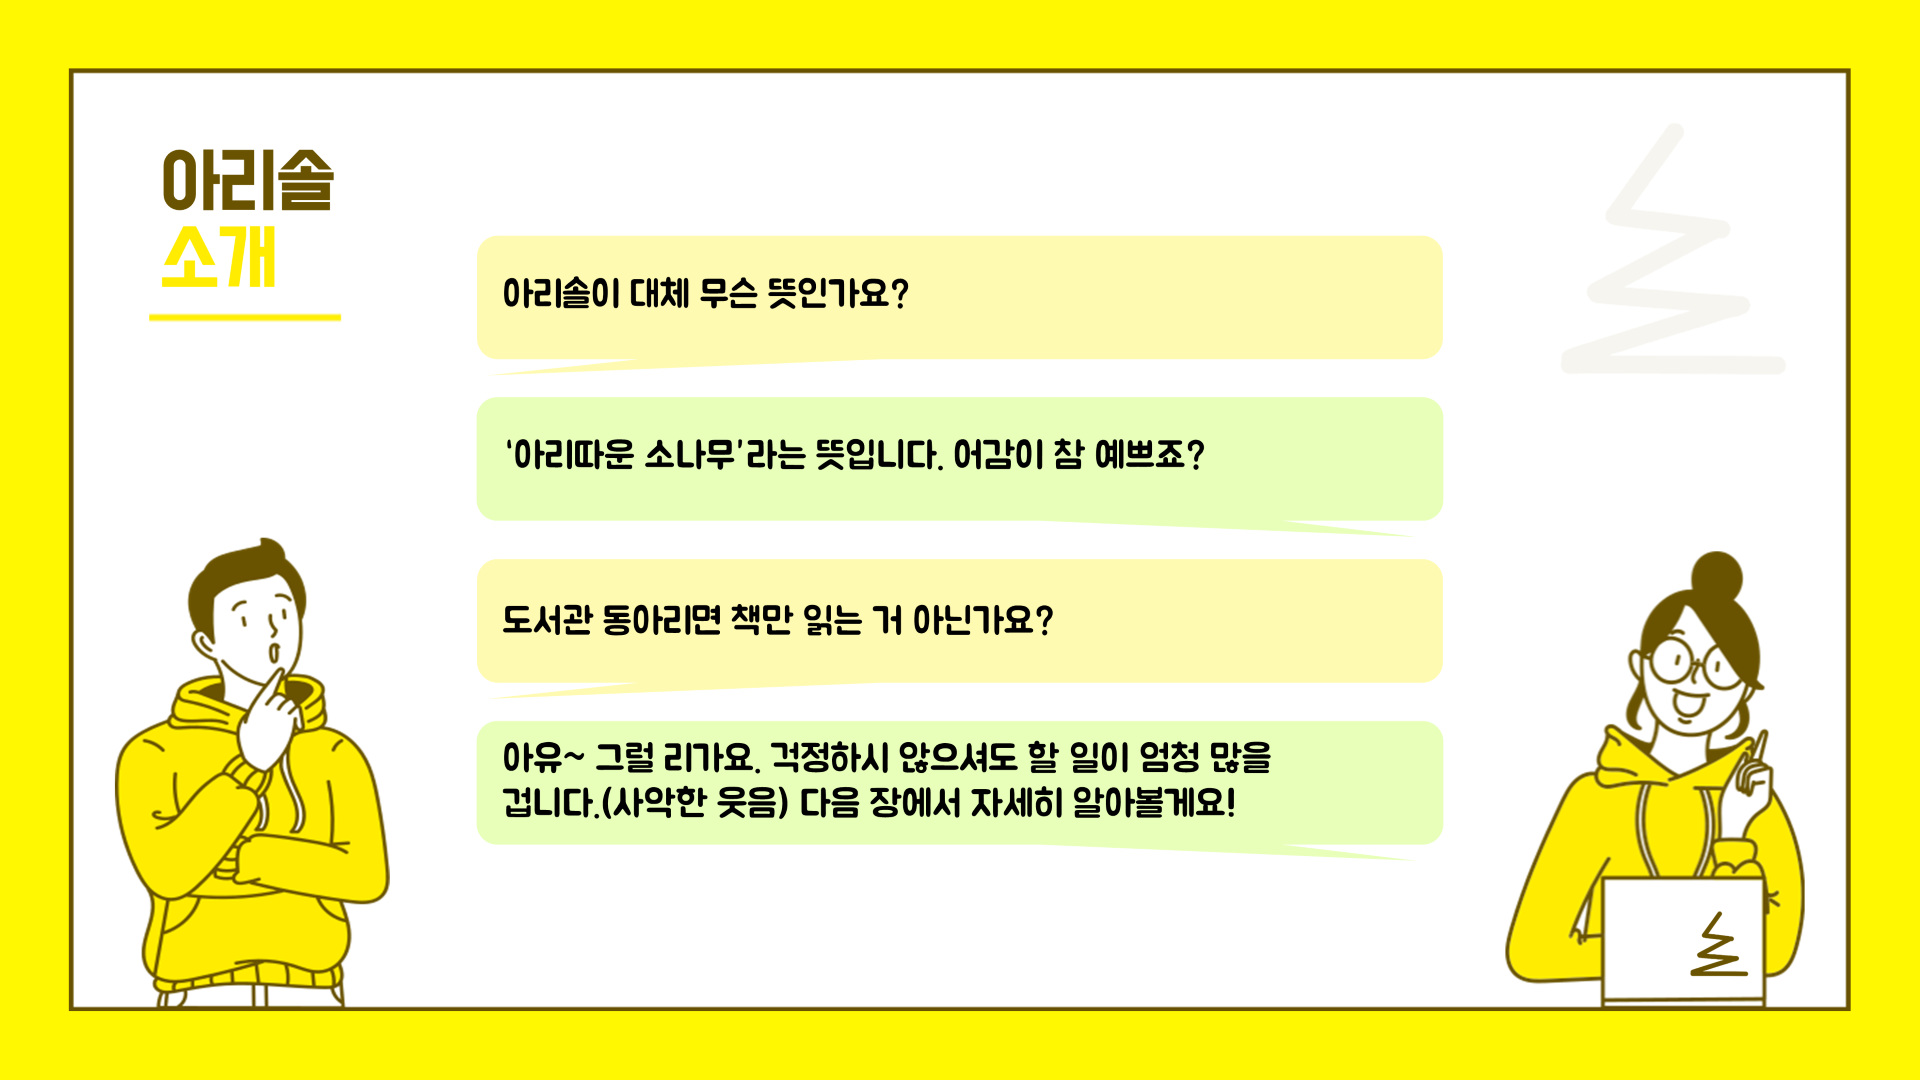 아리솔
소개
아리솔이 대체 무슨 뜻인가요?
‘아리따운 소나무’라는 뜻입니다. 어감이 참 예쁘죠?
도서관 동아리면 책만 읽는 거 아닌가요?
아유~ 그럴 리가요. 걱정하시 않으셔도 할 일이 엄청 많을
겁니다.(사악한 웃음) 다음 장에서 자세히 알아볼게요!